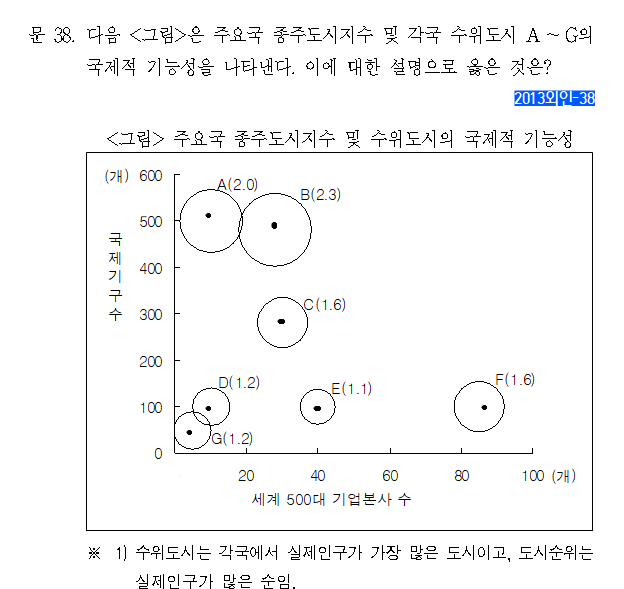 문 38. 다음 <그림>은 주요국 종주도시지수 및 각국 수위도시 A ~ G의
국제적 기능성을 나타낸다. 이에 대한 설명으로 옳은 것은?
2013외인-38
<그림> 주요국 종주도시지수 및 수위도시의 국제적 기능성
(개) 600
A(2.0)
B(2.3)
500
국제기구수
400
C(1.6)
300
200
D(1.2)
E(1.1)
F(1.6)
100
G(1.2)
0
20 40 60 80 100 (개)
세계 500대 기업본사 수
※ 1) 수위도시는 각국에서 실제인구가 가장 많은 도시이고, 도시순위는
실제인구가 많은 순임.